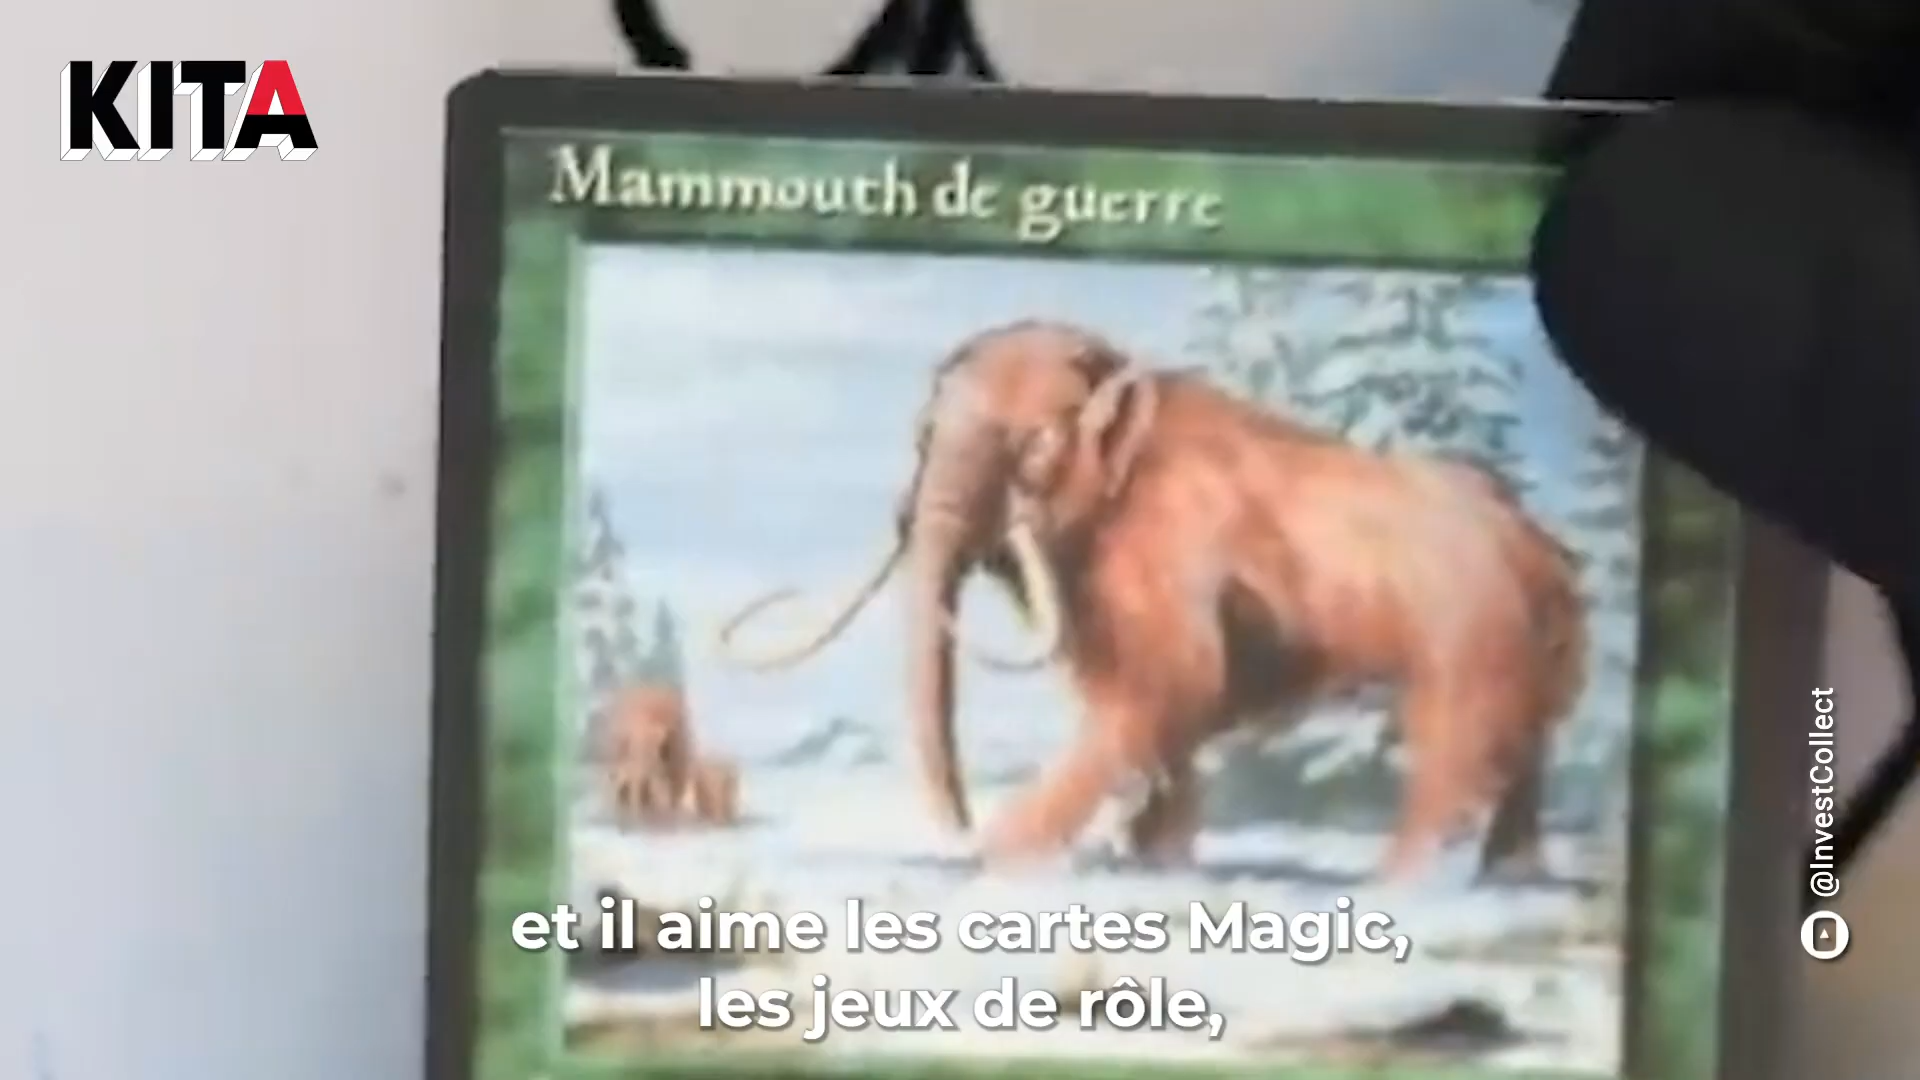 KITA
Mammouth de guerre
@InvestCollect
et il aime les cartes Magic,
les jeux de rôle,